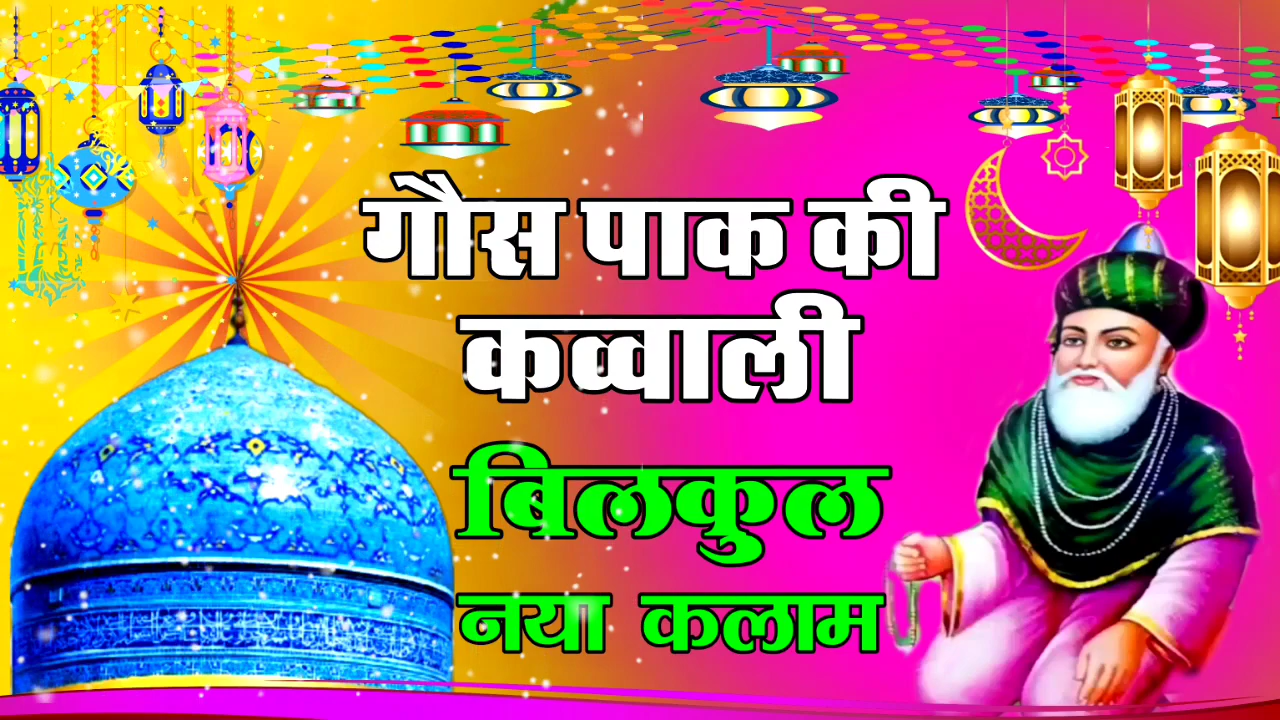 गौस पाक की
कव्वाली
बिलकुल
नया कलाम